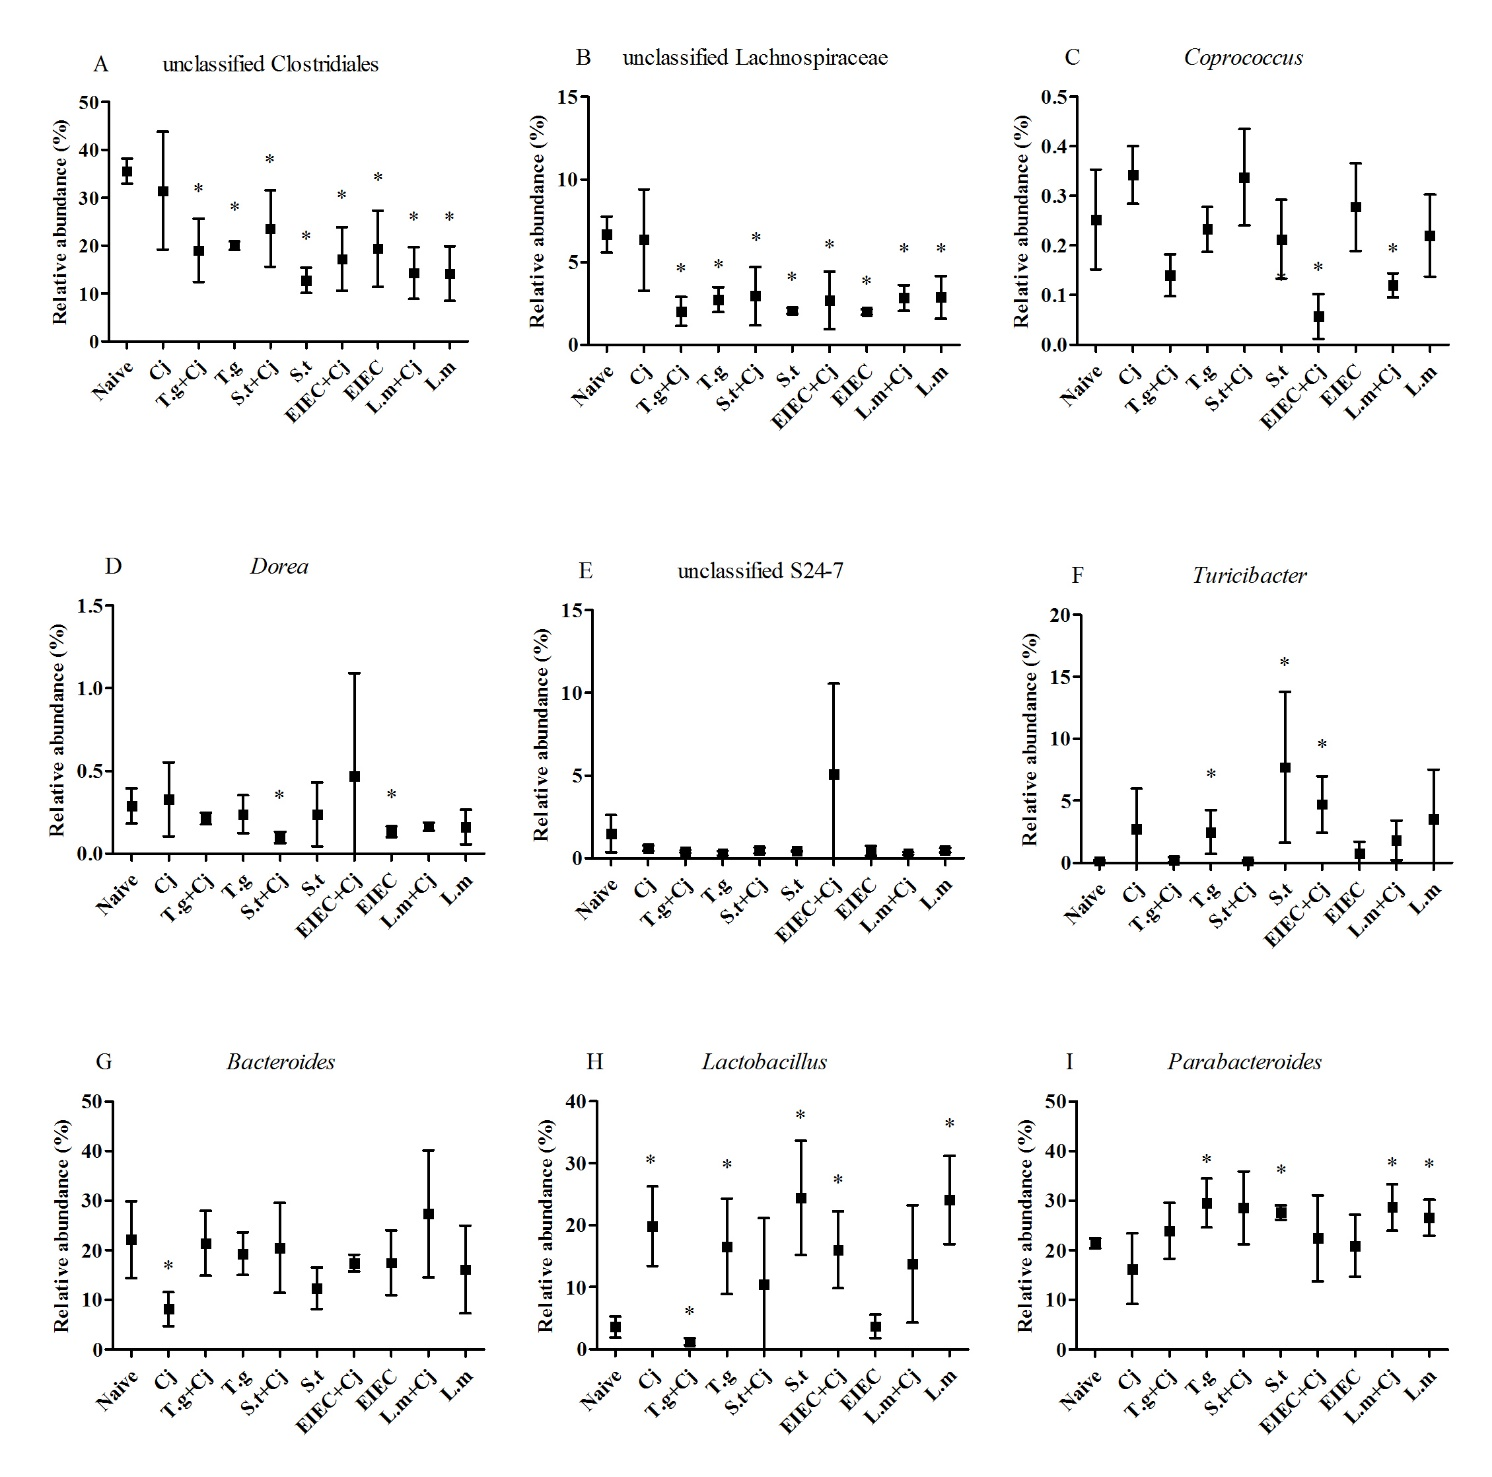 A unclassified Clostridiales
Relative abundance (%)
50
40
30
20
10
0
* * * * * * * *
Naive Cj T.g+Cj T.g S.t+Cj S.t EIEC+Cj EIEC L.m+Cj L.m
B unclassified Lachnospiraceae
Relative abundance (%)
15
10
5
0
* * * * * * * *
Naive Cj T.g+Cj T.g S.t+Cj S.t EIEC+Cj EIEC L.m+Cj L.m
C Coprococcus
Relative abundance (%)
0.5
0.4
0.3
0.2
0.1
0.0
* * *
Naive Cj T.g+Cj T.g S.t+Cj S.t EIEC+Cj EIEC L.m+Cj L.m
D Dorea
Relative abundance (%)
1.5
1.0
0.5
0.0
* *
Naive Cj T.g+Cj T.g S.t+Cj S.t EIEC+Cj EIEC L.m+Cj L.m
E unclassified S24-7
Relative abundance (%)
15
10
5
0
Naive Cj T.g+Cj T.g S.t+Cj S.t EIEC+Cj EIEC L.m+Cj L.m
F Turicibacter
Relative abundance (%)
20
15
10
5
0
* * *
Naive Cj T.g+Cj T.g S.t+Cj S.t EIEC+Cj EIEC L.m+Cj L.m
G Bacteroides
Relative abundance (%)
50
40
30
20
10
0
*
Naive Cj T.g+Cj T.g S.t+Cj S.t EIEC+Cj EIEC L.m+Cj L.m
H Lactobacillus
Relative abundance (%)
40
30
20
10
0
* * * * * *
Naive Cj T.g+Cj T.g S.t+Cj S.t EIEC+Cj EIEC L.m+Cj L.m
I Parabacteroides
Relative abundance (%)
50
40
30
20
10
0
* * * *
Naive Cj T.g+Cj T.g S.t+Cj S.t EIEC+Cj EIEC L.m+Cj L.m